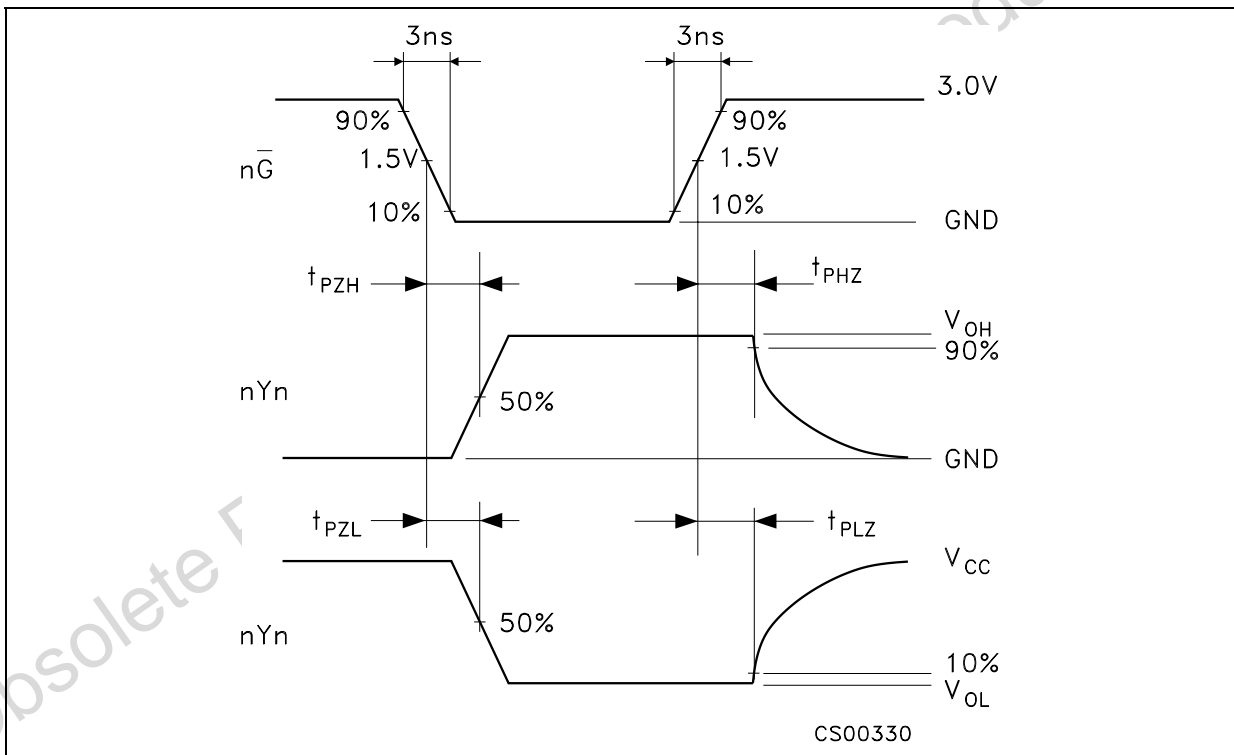 3ns 3ns
3.0V
90% 90%
1.5V 1.5V
nG̅
10% 10%
GND
tPZH tPHZ
VOH
90%
nYn
50%
GND
tPZL tPLZ
VCC
50%
nYn
10%
VOL
CS00330